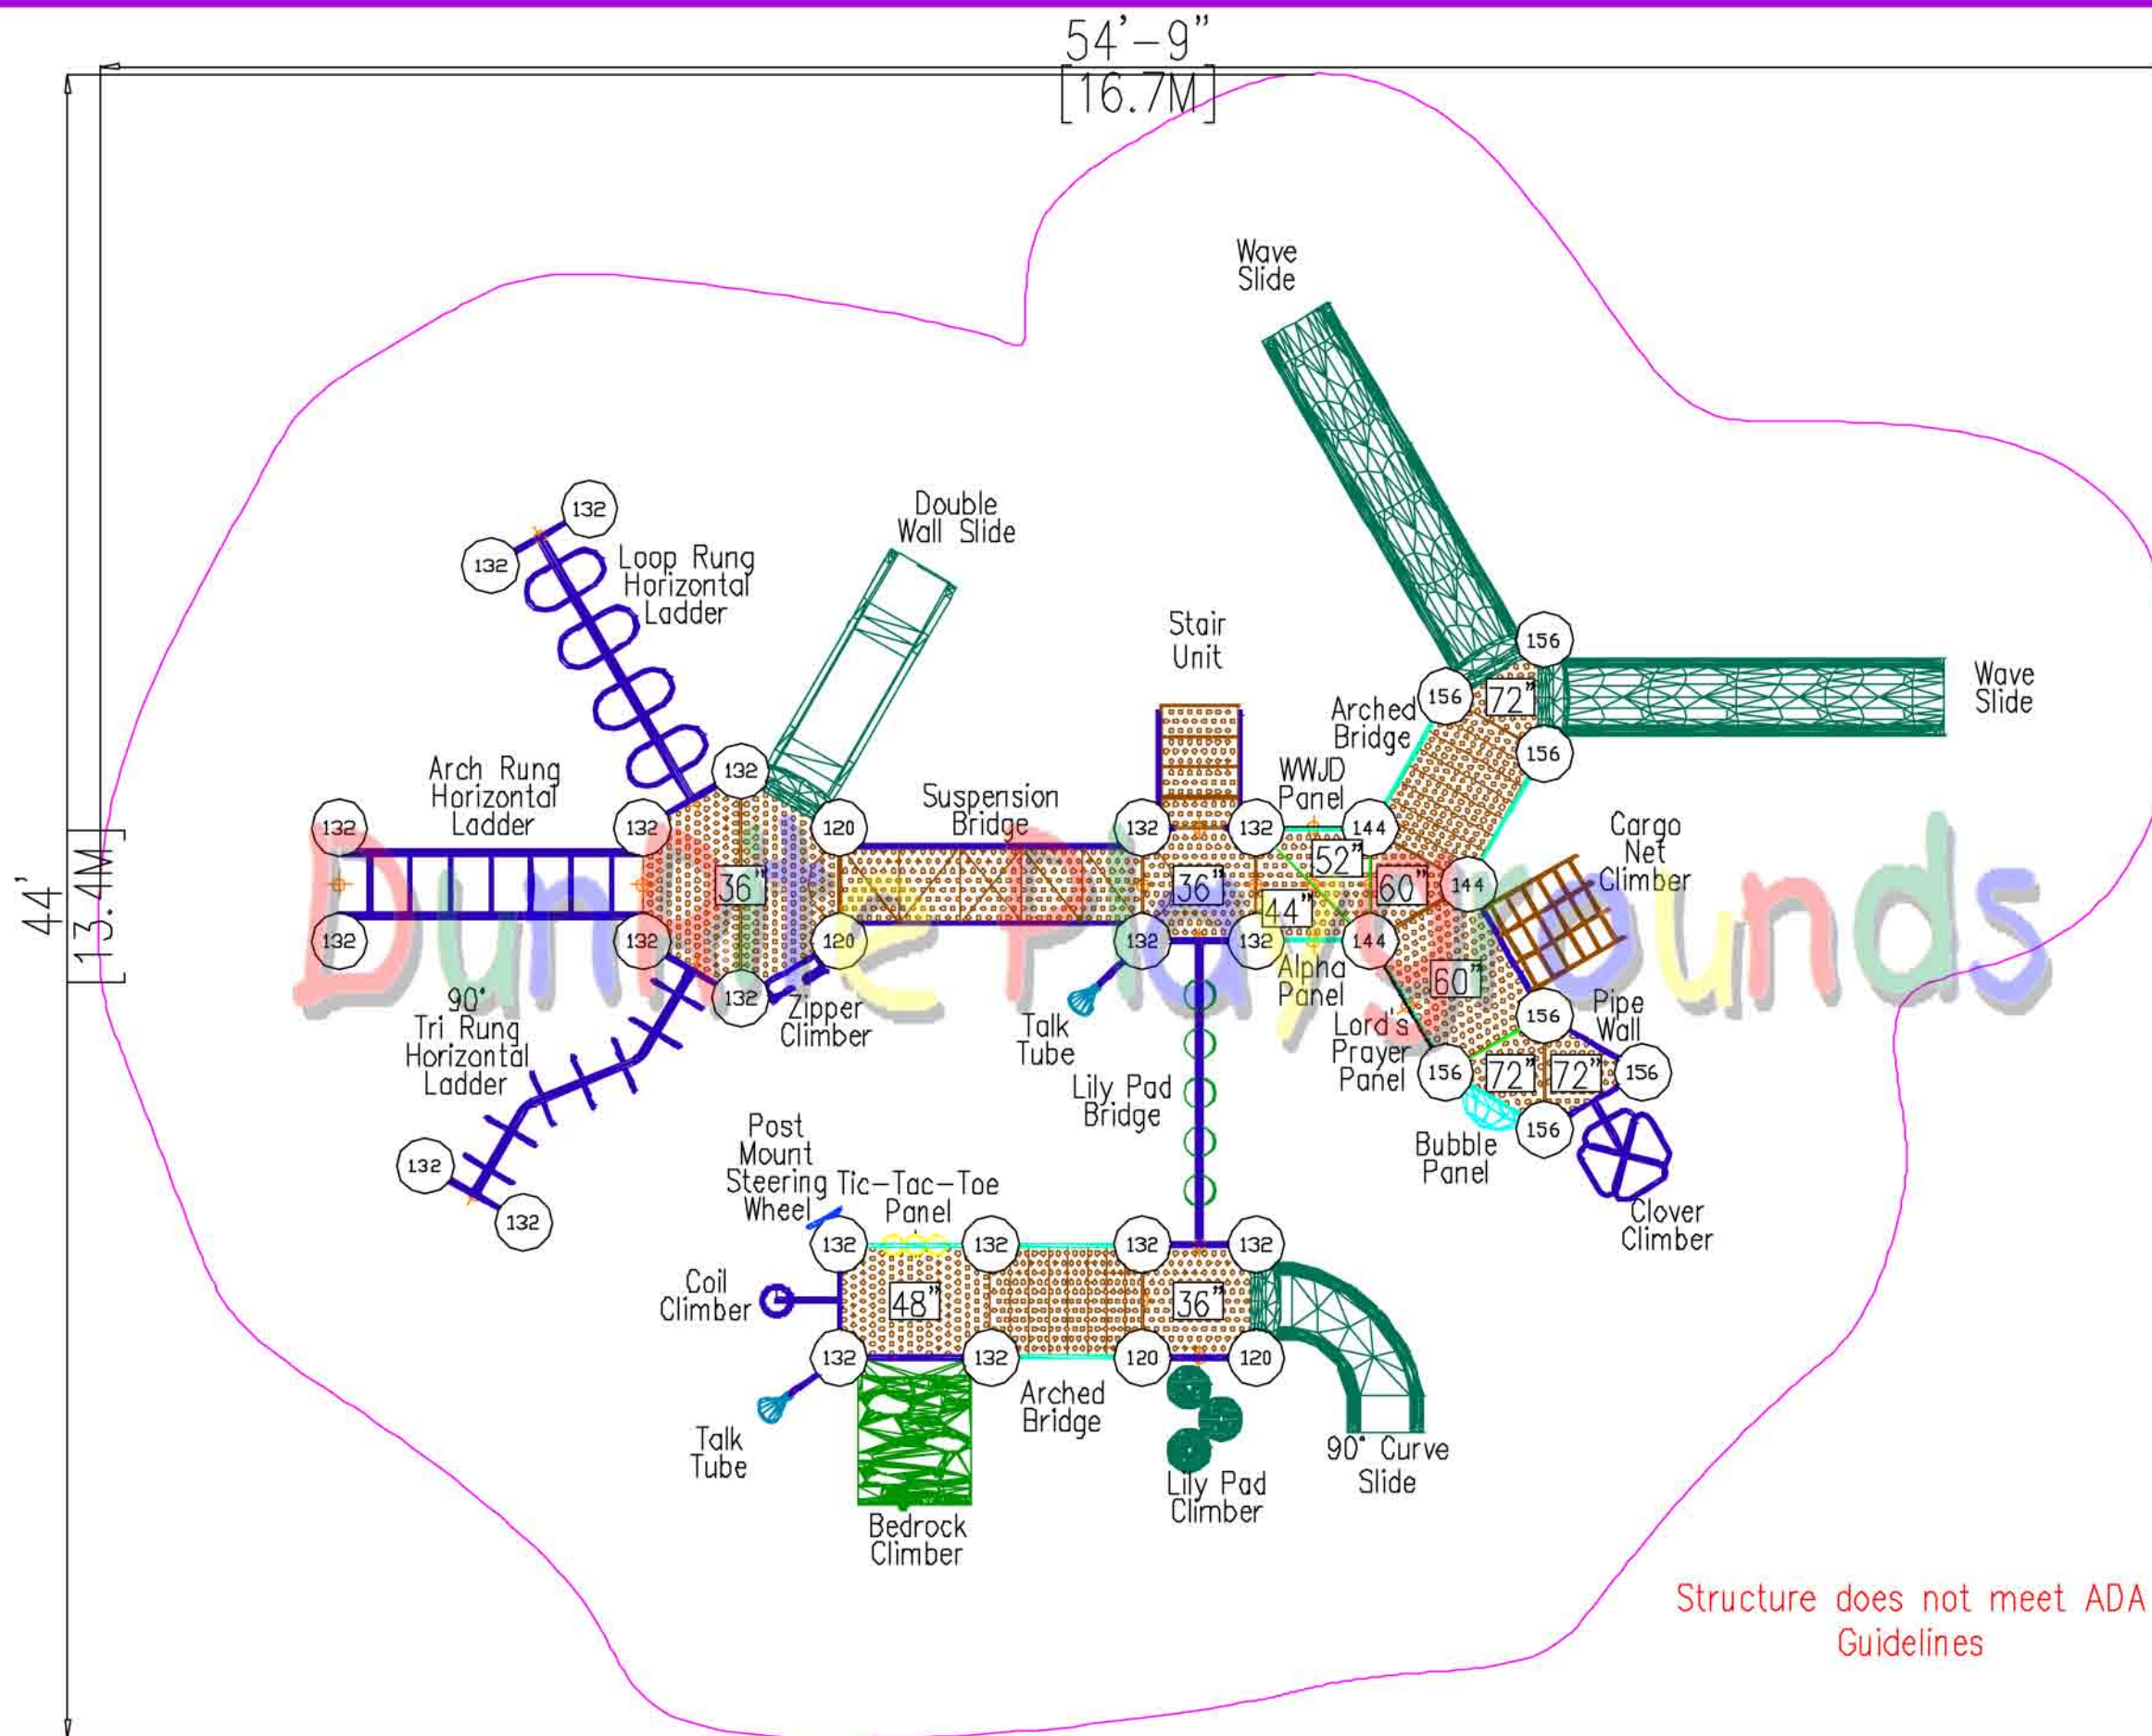 54'-9"
[16.7M]
44'
[13.4M]
Wave
Slide
Double
Wall Slide
132
132
Loop Rung
Horizontal
Ladder
Stair
Unit
156
Wave
Slide
156
72"
Arched
Bridge
156
Arch Rung
Horizontal
Ladder
132
WWJD
Panel
Suspension
Bridge
Cargo
Net
Climber
132
132
120
132
132
144
52"
36"
36"
44"
60"
144
Dunrite Playgrounds
132
132
120
132
132
144
Alpha
Panel
60"
132
Zipper
Climber
90°
Tri Rung
Horizontal
Ladder
Talk
Tube
Lord's
Prayer
Panel
156
Pipe
Wall
156
72"
72"
156
Lily Pad
Bridge
156
Bubble
Panel
Post
Mount
Steering
Wheel
132
132
Tic-Tac-Toe
Panel
Clover
Climber
132
132
132
132
Coil
Climber
48"
36"
132
132
120
120
Arched
Bridge
Talk
Tube
90° Curve
Slide
Lily Pad
Climber
Bedrock
Climber
Structure does not meet ADA
Guidelines